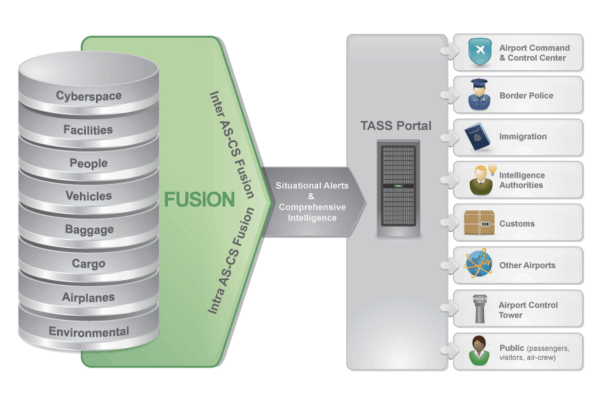 Cyberspace
Facilities
People
Vehicles
Baggage
Cargo
Airplanes
Environmental
FUSION
Inter AS-CS Fusion
Intra AS-CS Fusion
Situational Alerts
&
Comprehensive
Intelligence
TASS Portal
Airport Command
& Control Center
Border Police
Immigration
Intelligence
Authorities
Customs
Other Airports
Airport Control
Tower
Public (passengers,
visitors, air-crew)